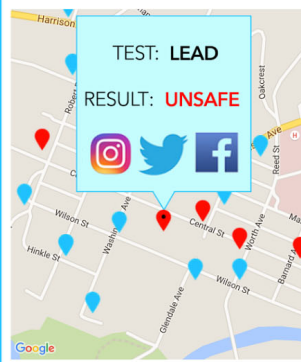 Harrison
TEST: LEAD
RESULT: UNSAFE
Oakcrest
Reed St
Ave
H
Wilson St
Hinkle St
Central St
Worth Ave
Barnard Ave
Wilson St
Glendale Ave
Google